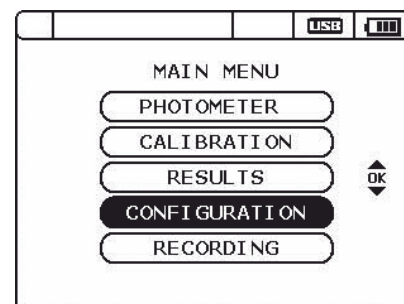 USB
MAIN MENU
PHOTOMETER
CALIBRATION
RESULTS
OK
CONFIGURATION
RECORDING